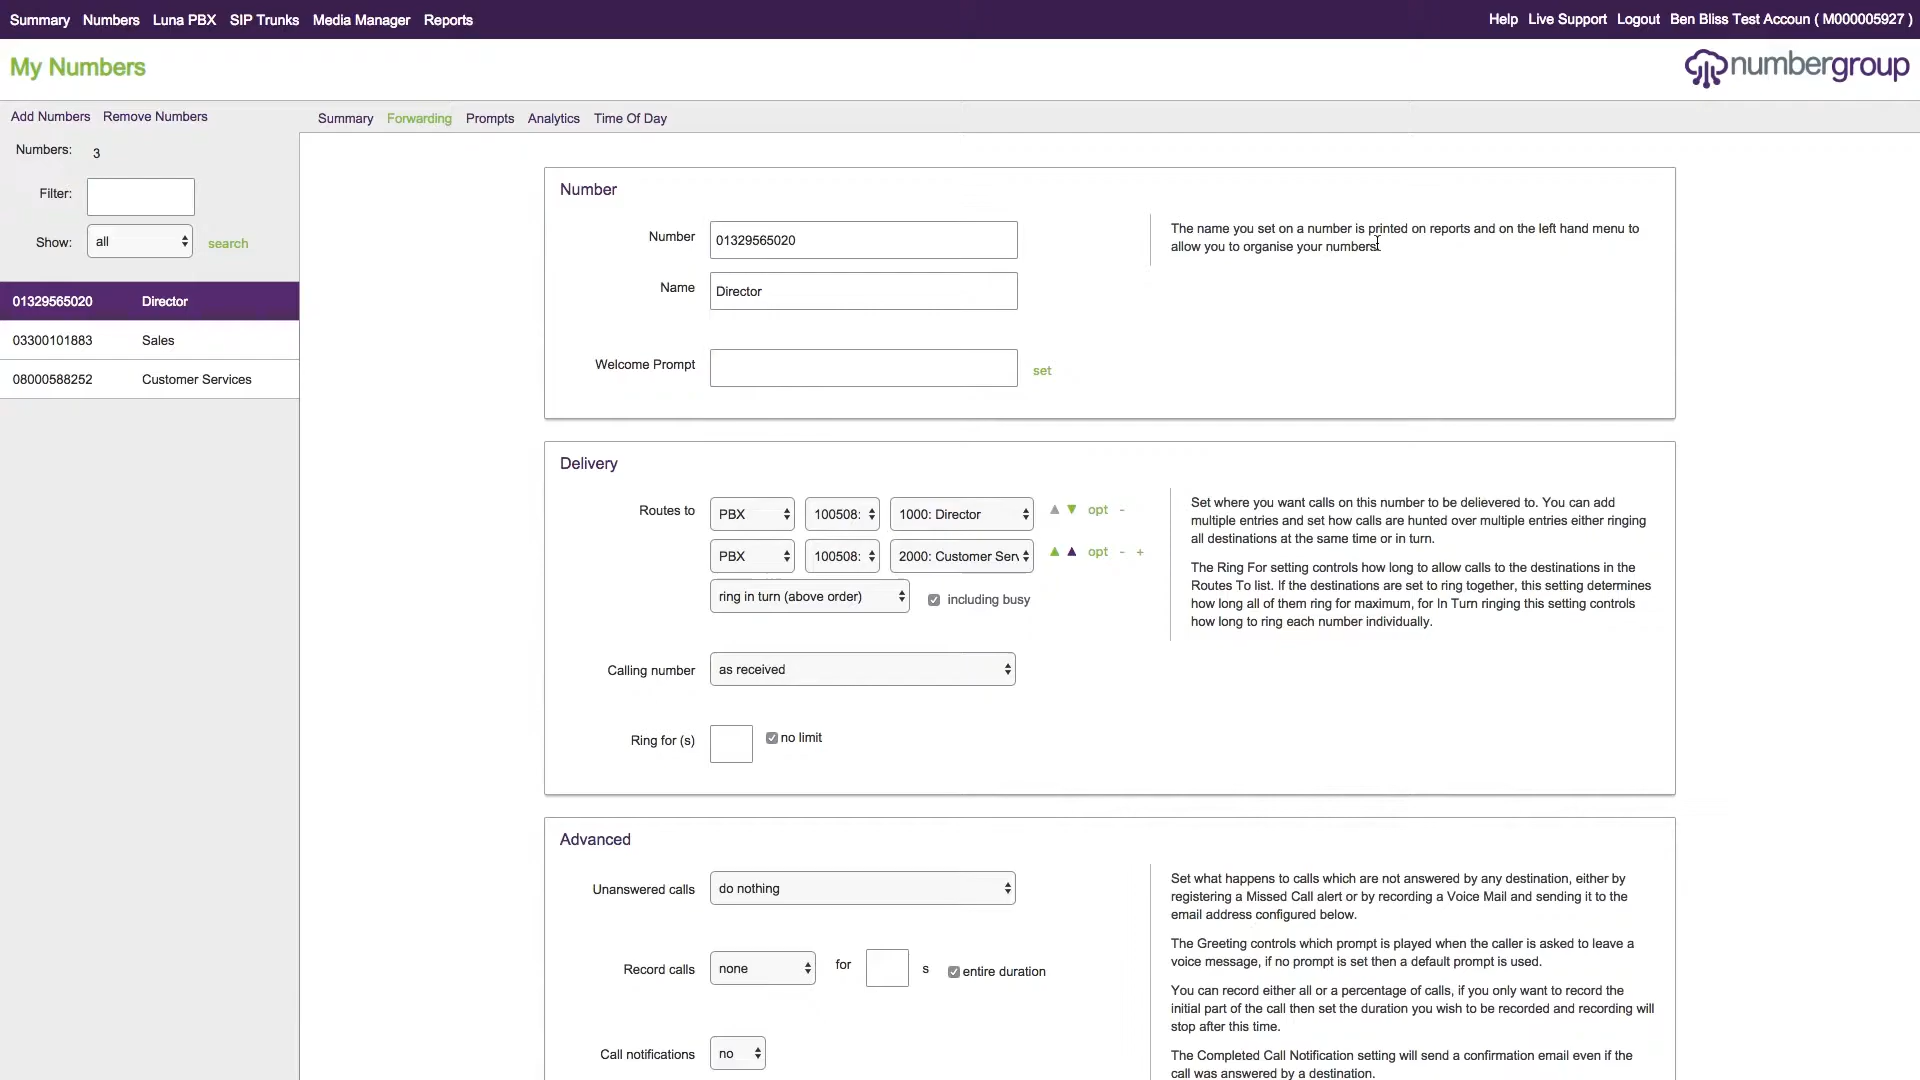 Summary Numbers Luna PBX SIP Trunks Media Manager Reports
Help Live Support Logout Ben Bliss Test Accoun ( M000005927 )
My Numbers
numbergroup
Add Numbers Remove Numbers
Summary Forwarding Prompts Analytics Time Of Day
Numbers: 3
Filter:
Show: all search
01329565020 Director
03300101883 Sales
08000588252 Customer Services
Number
Number 01329565020
Name Director
Welcome Prompt set
The name you set on a number is printed on reports and on the left hand menu to
allow you to organise your numbers.
Delivery
Routes to PBX 100508: 1000: Director opt -
PBX 100508: 2000: Customer Serv opt - +
ring in turn (above order) including busy
Calling number as received
Ring for (s) no limit
Set where you want calls on this number to be delievered to. You can add
multiple entries and set how calls are hunted over multiple entries either ringing
all destinations at the same time or in turn.
The Ring For setting controls how long to allow calls to the destinations in the
Routes To list. If the destinations are set to ring together, this setting determines
how long all of them ring for maximum, for In Turn ringing this setting controls
how long to ring each number individually.
Advanced
Unanswered calls do nothing
Record calls none for s entire duration
Call notifications no
Set what happens to calls which are not answered by any destination, either by
registering a Missed Call alert or by recording a Voice Mail and sending it to the
email address configured below.
The Greeting controls which prompt is played when the caller is asked to leave a
voice message, if no prompt is set then a default prompt is used.
You can record either all or a percentage of calls, if you only want to record the
initial part of the call then set the duration you wish to be recorded and recording will
stop after this time.
The Completed Call Notification setting will send a confirmation email even if the
call was answered by a destination.